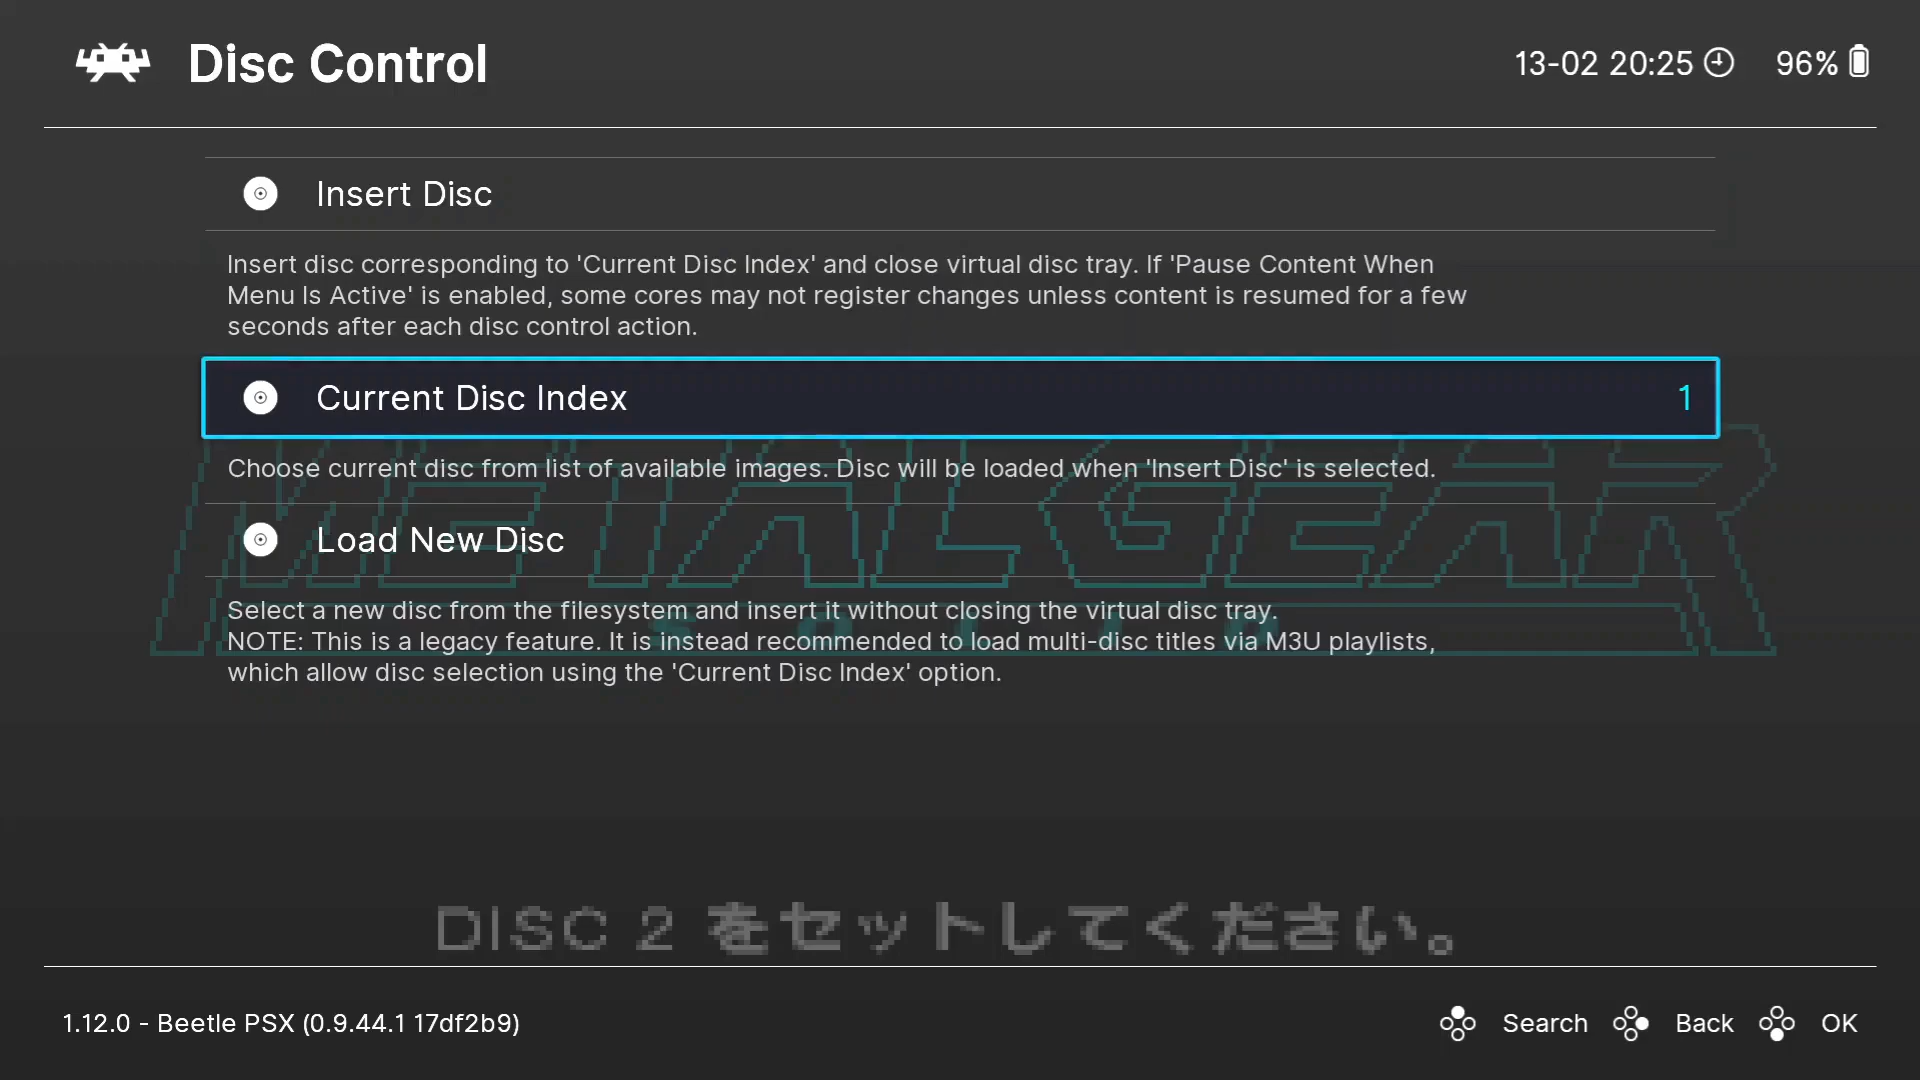 Disc Control
13-02 20:25
96%
Insert Disc
Insert disc corresponding to 'Current Disc Index' and close virtual disc tray. If 'Pause Content When
Menu Is Active' is enabled, some cores may not register changes unless content is resumed for a few
seconds after each disc control action.
Current Disc Index 1
Choose current disc from list of available images. Disc will be loaded when 'Insert Disc' is selected.
METAL GEAR
Load New Disc
Select a new disc from the filesystem and insert it without closing the virtual disc tray.
NOTE: This is a legacy feature. It is instead recommended to load multi-disc titles via M3U playlists,
which allow disc selection using the 'Current Disc Index' option.
DISC 2 をセットしてください。
1.12.0 - Beetle PSX (0.9.44.1 17df2b9)
Search Back OK